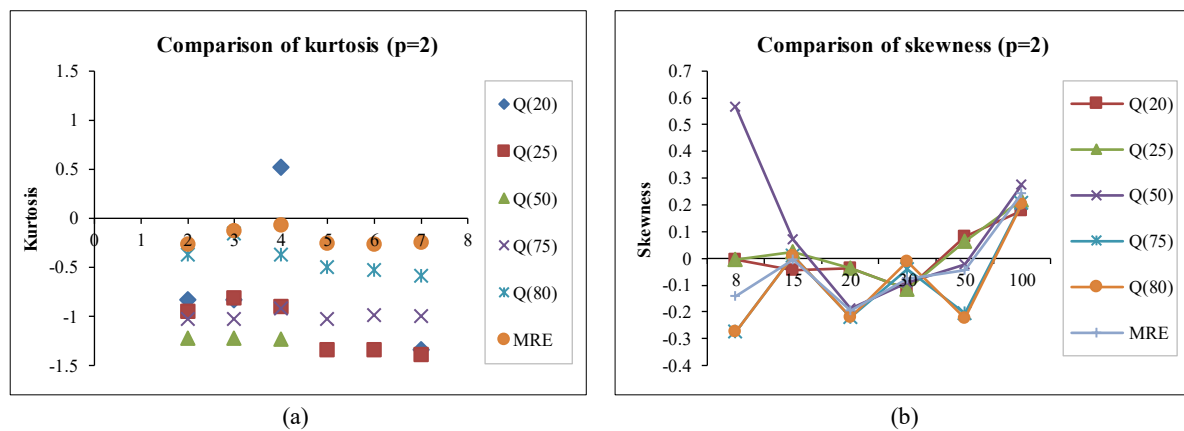 Comparison of kurtosis (p=2)
1.5
1
0.5
0
-0.5
-1
-1.5
0 1 2 3 4 5 6 7 8
Kurtosis
Q(20)
Q(25)
Q(50)
Q(75)
Q(80)
MRE
(a)
Comparison of skewness (p=2)
0.7
0.6
0.5
0.4
0.3
0.2
0.1
0
-0.1
-0.2
-0.3
-0.4
8 15 20 30 50 100
Skewness
Q(20)
Q(25)
Q(50)
Q(75)
Q(80)
MRE
(b)